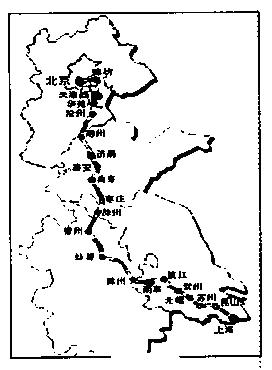 北京
廊坊
天津
华苑
沧州
德州
济南
泰安
曲阜
枣庄
徐州
宿州
蚌埠
滁州
南京
镇江
常州
无锡
苏州
昆山
上海